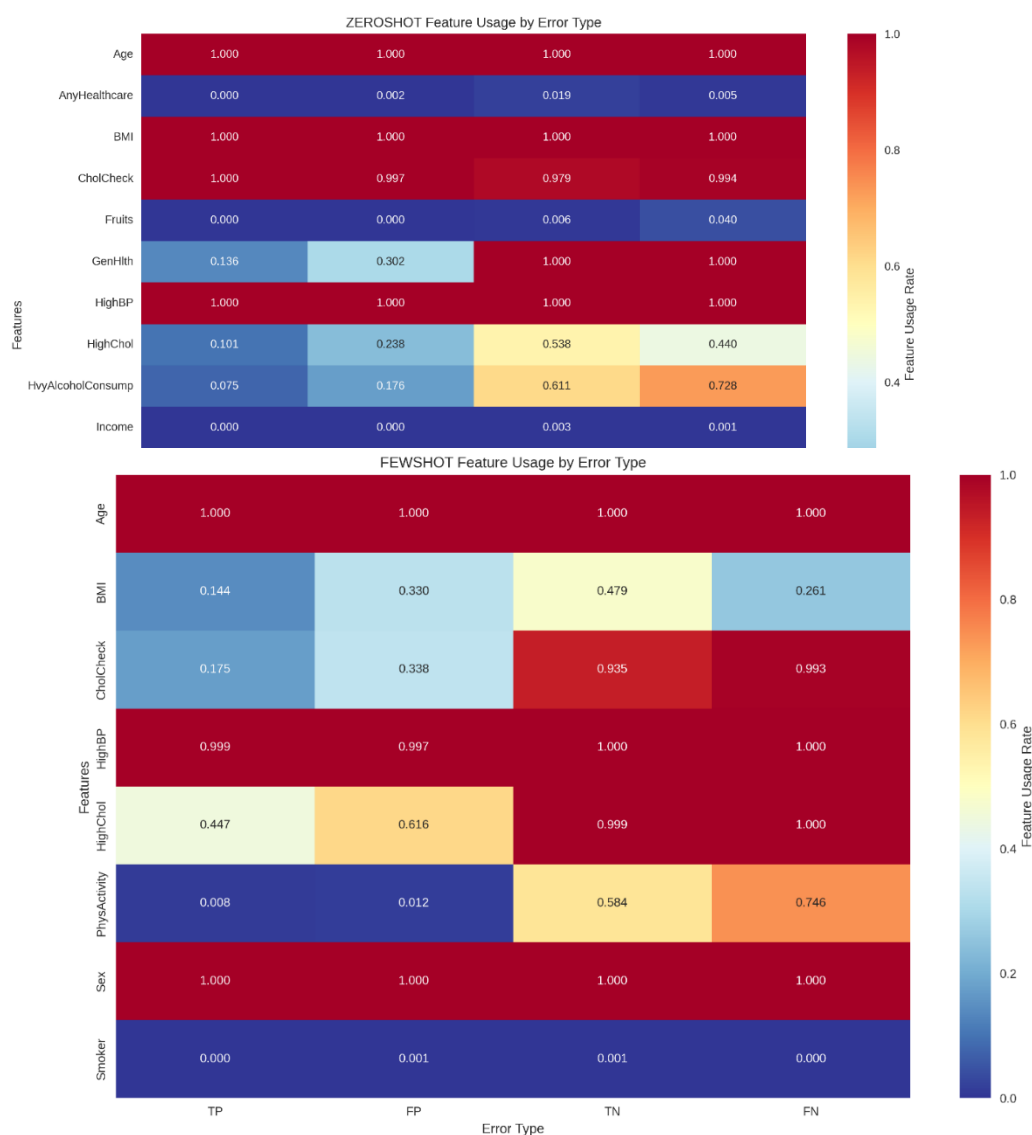 ZEROSHOT Feature Usage by Error Type
Age 1.000 1.000 1.000 1.000
AnyHealthcare 0.000 0.002 0.019 0.005
BMI 1.000 1.000 1.000 1.000
CholCheck 1.000 0.997 0.979 0.994
Fruits 0.000 0.000 0.006 0.040
GenHlth 0.136 0.302 1.000 1.000
HighBP 1.000 1.000 1.000 1.000
HighChol 0.101 0.238 0.538 0.440
HvyAlcoholConsump 0.075 0.176 0.611 0.728
Income 0.000 0.000 0.003 0.001
Features
1.0
0.8
0.6
0.4
Feature Usage Rate
FEWSHOT Feature Usage by Error Type
Age 1.000 1.000 1.000 1.000
BMI 0.144 0.330 0.479 0.261
CholCheck 0.175 0.338 0.935 0.993
HighBP 0.999 0.997 1.000 1.000
HighChol 0.447 0.616 0.999 1.000
PhysActivity 0.008 0.012 0.584 0.746
Sex 1.000 1.000 1.000 1.000
Smoker 0.000 0.001 0.001 0.000
Features
TP FP TN FN
Error Type
1.0
0.8
0.6
0.4
0.2
0.0
Feature Usage Rate